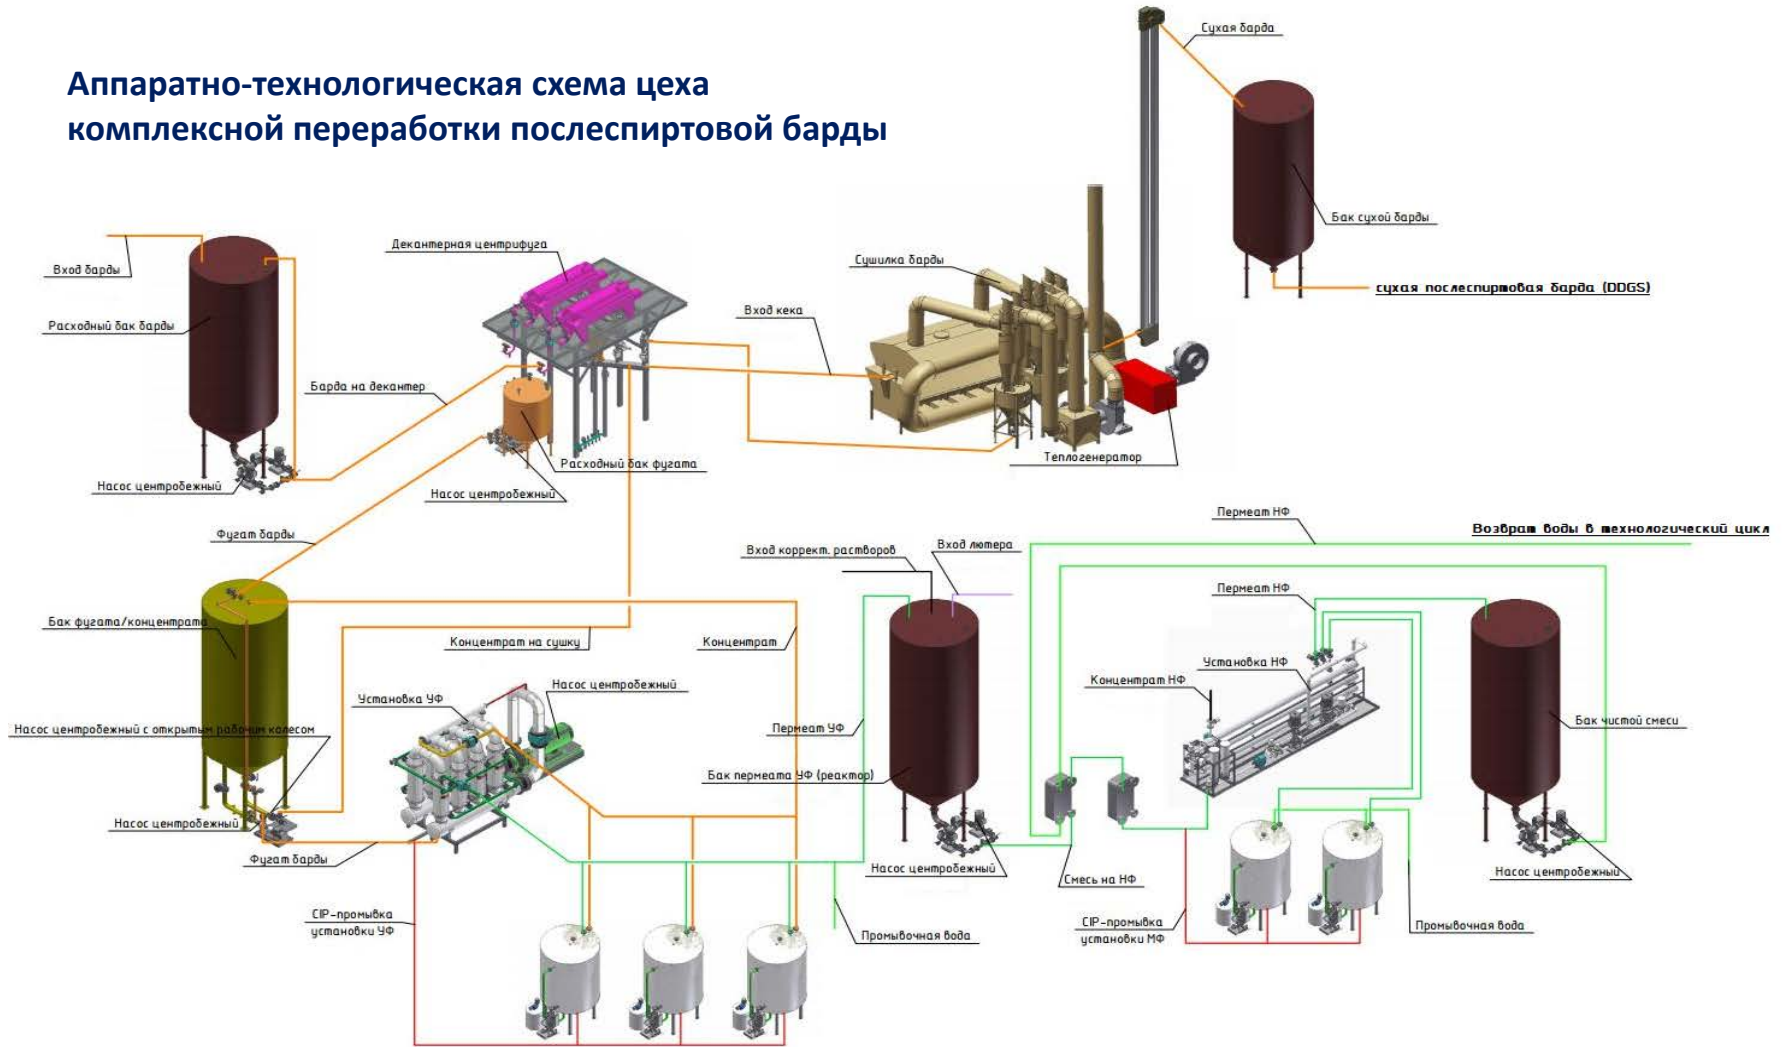 Аппаратно-технологическая схема цеха
комплексной переработки послеспиртовой барды
Сухая барда
Бак сухой барды
сухая послеспиртовая барда (DDGS)
Вход барды
Расходный бак барды
Насос центробежный
Декантерная центрифуга
Барда на декантер
Вход кека
Сушилка барды
Теплогенератор
Расходный бак фугата
Насос центробежный
Фугат барды
Бак фугата/концентрата
Концентрат на сушку
Концентрат
Насос центробежный с открытым рабочим колесом
Установка УФ
Насос центробежный
Насос центробежный
Фугат барды
CIP-промывка
установки УФ
Промывочная вода
Вход коррект. растворов
Вход лютера
Пермеат УФ
Бак пермеата УФ (реактор)
Насос центробежный
Смесь на НФ
Пермеат НФ
Возврат воды в технологический цикл
Пермеат НФ
Установка НФ
Концентрат НФ
Бак чистой смеси
Насос центробежный
CIP-промывка
установки МФ
Промывочная вода